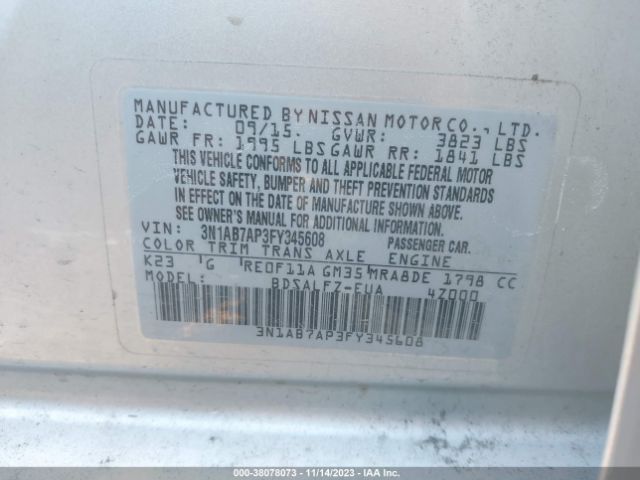 MANUFACTURED BY NISSAN MOTOR CO., LTD.
DATE: 09/15. GVWR: 3823 LBS
GAWR FR: 1995 LBS GAWR RR: 1841 LBS
THIS VEHICLE CONFORMS TO ALL APPLICABLE FEDERAL MOTOR
VEHICLE SAFETY, BUMPER AND THEFT PREVENTION STANDARDS
IN EFFECT ON THE DATE OF MANUFACTURE SHOWN ABOVE.
SEE OWNER'S MANUAL FOR ADDITIONAL INFORMATION.
VIN: 3N1AB7AP3FY345608 PASSENGER CAR.
COLOR TRIM TRANS AXLE ENGINE
K23 G RE0F11A GM35 MRA8DE 1798 CC
MODEL: BDSALFZ-EUA 4Z000
3N1AB7AP3FY345608
000-38078073 - 11/14/2023 - IAA Inc.